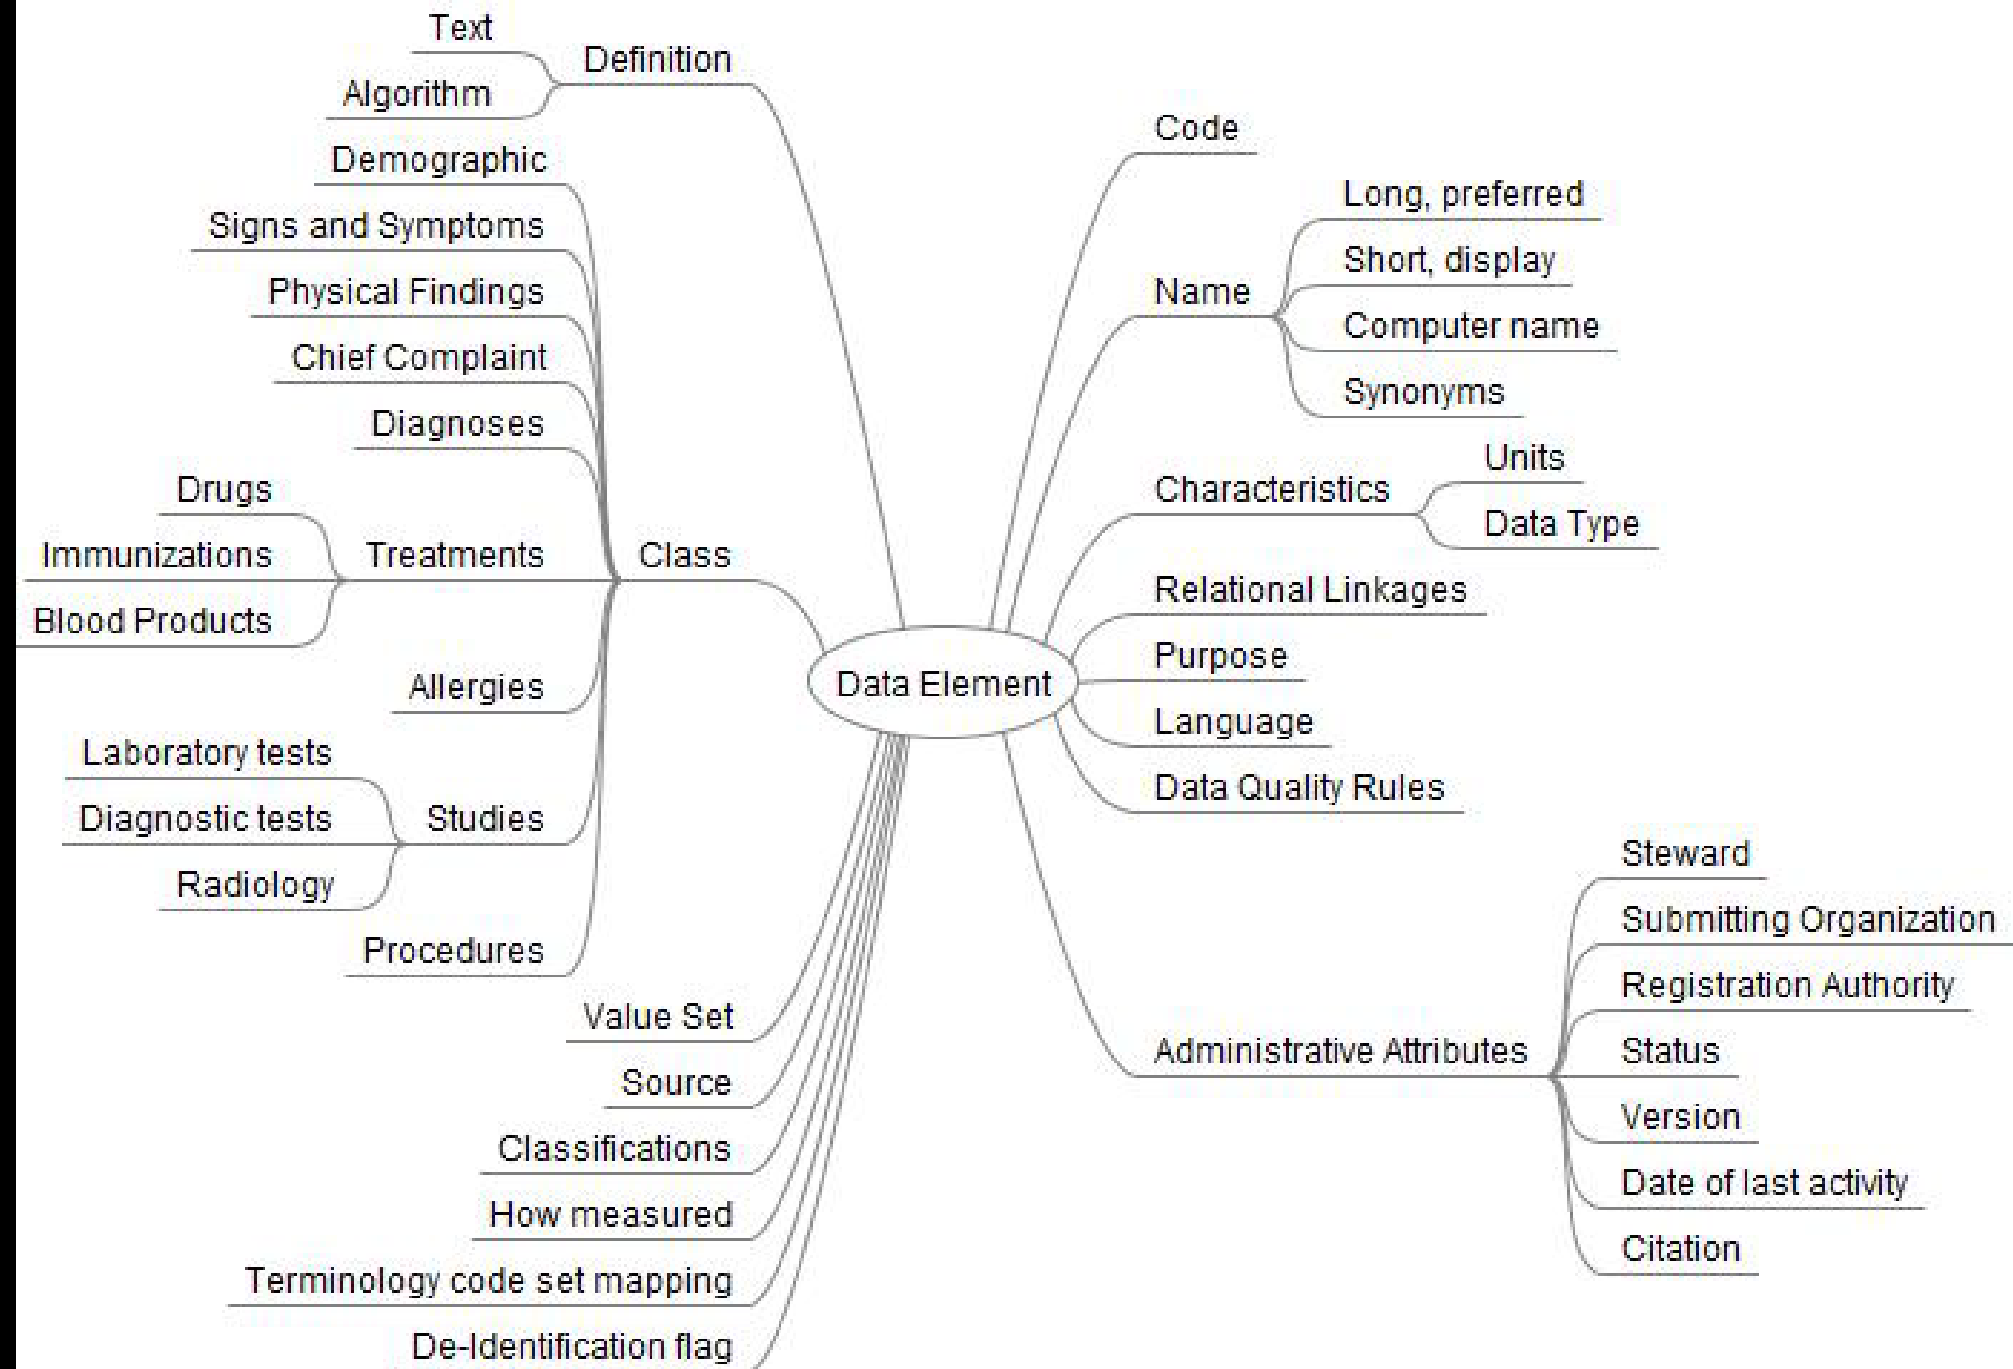 Text
Definition
Algorithm
Demographic
Signs and Symptoms
Physical Findings
Chief Complaint
Diagnoses
Drugs
Immunizations
Treatments
Class
Blood Products
Allergies
Laboratory tests
Diagnostic tests
Studies
Radiology
Procedures
Value Set
Source
Classifications
How measured
Terminology code set mapping
De-Identification flag
Data Element
Code
Long, preferred
Short, display
Name
Computer name
Synonyms
Units
Characteristics
Data Type
Relational Linkages
Purpose
Language
Data Quality Rules
Steward
Submitting Organization
Registration Authority
Administrative Attributes
Status
Version
Date of last activity
Citation